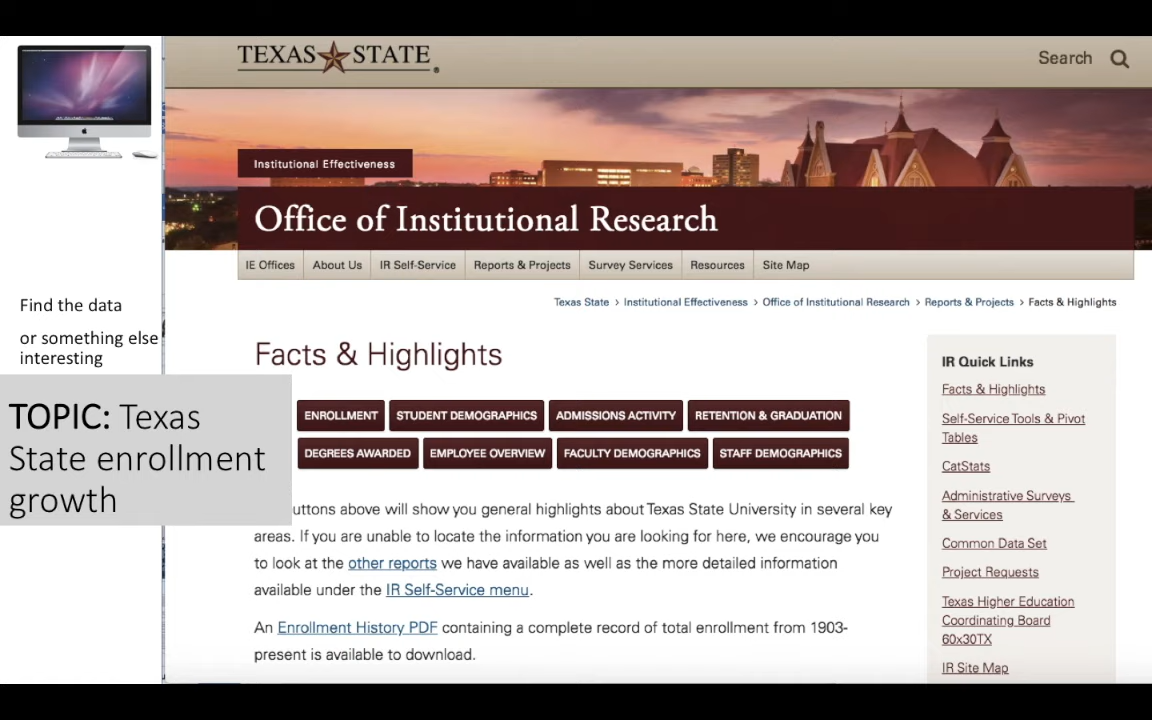 TEXAS STATE
Search
Institutional Effectiveness
Office of Institutional Research
IE Offices About Us IR Self-Service Reports & Projects Survey Services Resources Site Map
Texas State > Institutional Effectiveness > Office of Institutional Research > Reports & Projects > Facts & Highlights
Find the data
or something else
interesting
TOPIC: Texas
State enrollment
growth
Facts & Highlights
ENROLLMENT STUDENT DEMOGRAPHICS ADMISSIONS ACTIVITY RETENTION & GRADUATION
DEGREES AWARDED EMPLOYEE OVERVIEW FACULTY DEMOGRAPHICS STAFF DEMOGRAPHICS
uttons above will show you general highlights about Texas State University in several key
areas. If you are unable to locate the information you are looking for here, we encourage you
to look at the other reports we have available as well as the more detailed information
available under the IR Self-Service menu.
An Enrollment History PDF containing a complete record of total enrollment from 1903-
present is available to download.
IR Quick Links
Facts & Highlights
Self-Service Tools & Pivot
Tables
CatStats
Administrative Surveys
& Services
Common Data Set
Project Requests
Texas Higher Education
Coordinating Board
60x30TX
IR Site Map